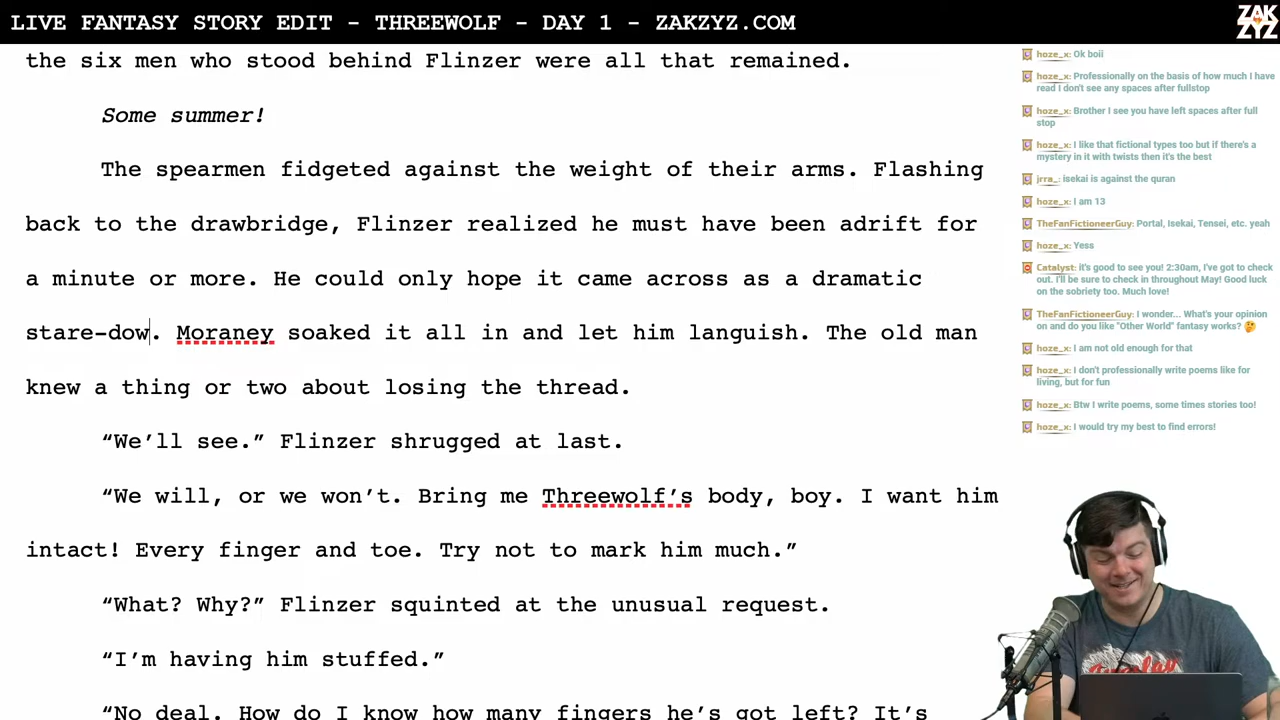 LIVE FANTASY STORY EDIT - THREEWOLF - DAY 1 - ZAKZYZ.COM
ZAK
ZYZ
the six men who stood behind Flinzer were all that remained.
Some summer!
The spearmen fidgeted against the weight of their arms. Flashing
back to the drawbridge, Flinzer realized he must have been adrift for
a minute or more. He could only hope it came across as a dramatic
stare-dow. Moraney soaked it all in and let him languish. The old man
knew a thing or two about losing the thread.
“We’ll see.” Flinzer shrugged at last.
“We will, or we won’t. Bring me Threewolf’s body, boy. I want him
intact! Every finger and toe. Try not to mark him much.”
“What? Why?” Flinzer squinted at the unusual request.
“I’m having him stuffed.”
“No deal. How do I know how many fingers he’s got left? It’s
hoze_x: Ok boii
hoze_x: Professionally on the basis of how much I have
read I don't see any spaces after fullstop
hoze_x: Brother I see you have left spaces after full
stop
hoze_x: I like that fictional types too but if there's a
mystery in it with twists then it's the best
jrra_: isekai is against the quran
hoze_x: I am 13
TheFanFictioneerGuy: Portal, Isekai, Tensei, etc. yeah
hoze_x: Yess
Catalyst: it's good to see you! 2:30am, I've got to check
out. I'll be sure to check in throughout May! Good luck
on the sobriety too. Much love!
TheFanFictioneerGuy: I wonder... What's your opinion
on and do you like "Other World" fantasy works? 🤔
hoze_x: I am not old enough for that
hoze_x: I don't professionally write poems like for
living, but for fun
hoze_x: Btw I write poems, some times stories too!
hoze_x: I would try my best to find errors!